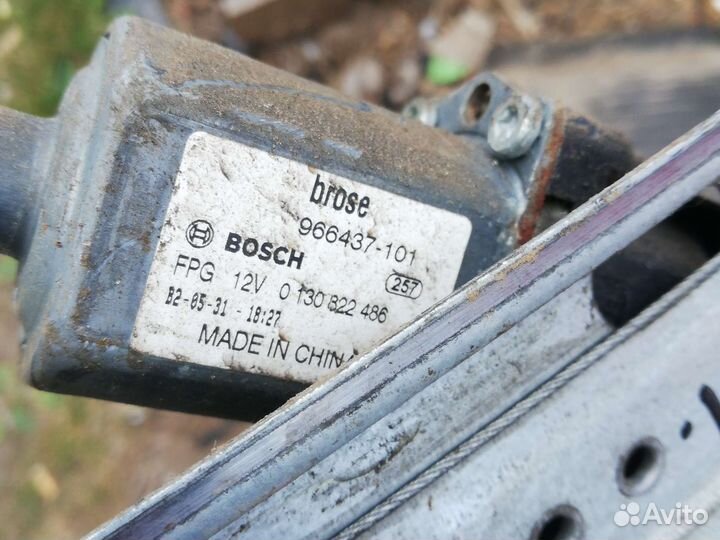 brose
966437-101
BOSCH
257
FPG 12V 0 130 822 486
B2-05-31 - 18:27
MADE IN CHIN
Avito